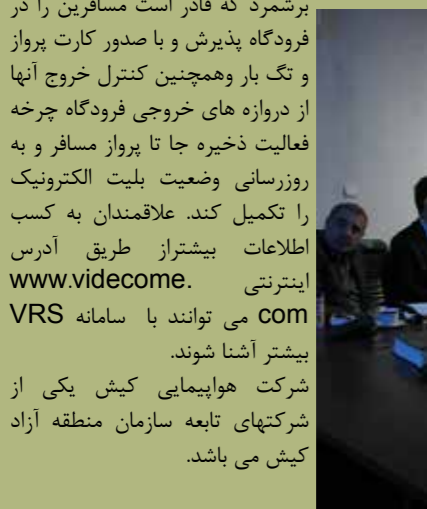 برشمرد که قادر است مسافرین را در
فرودگاه پذیرش و با صدور کارت پرواز
و تگ بار وهمچنین کنترل خروج آنها
از دروازه های خروجی فرودگاه چرخه
فعالیت ذخیره جا تا پرواز مسافر و به
روزرسانی وضعیت بلیت الکترونیک
را تکمیل کند. علاقمندان به کسب
اطلاعات بیشتراز طریق آدرس
اینترنتی www.videcome.
com می توانند با سامانه VRS
بیشتر آشنا شوند.
شرکت هواپیمایی کیش یکی از
شرکتهای تابعه سازمان منطقه آزاد
کیش می باشد.